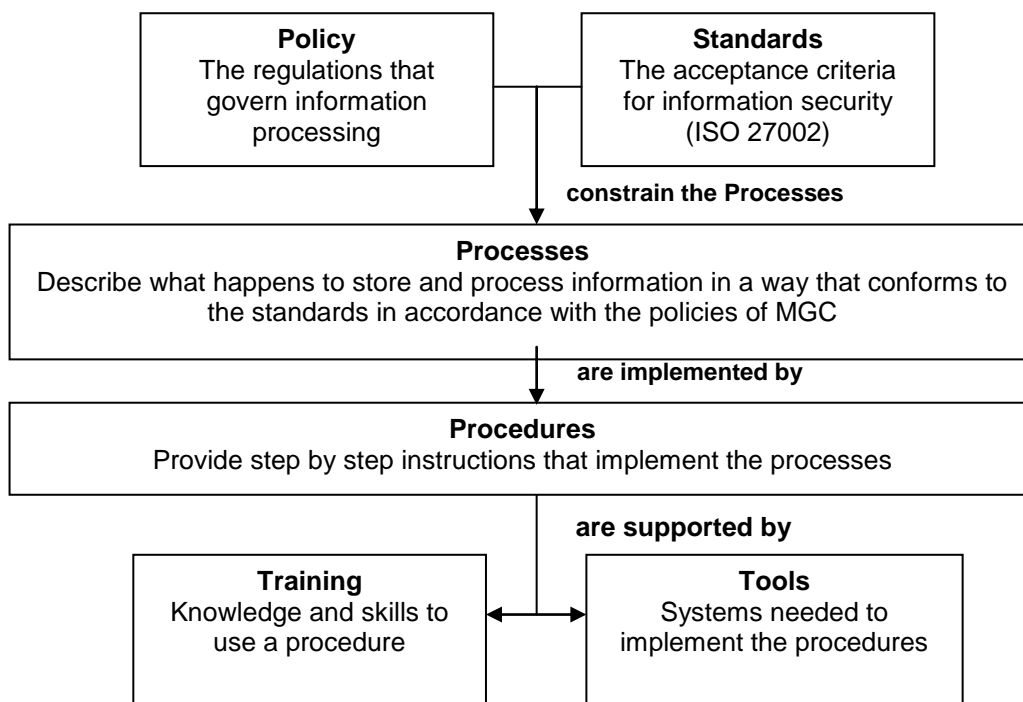 Policy
The regulations that
govern information
processing
Standards
The acceptance criteria
for information security
(ISO 27002)
constrain the Processes
Processes
Describe what happens to store and process information in a way that conforms to
the standards in accordance with the policies of MGC
are implemented by
Procedures
Provide step by step instructions that implement the processes
are supported by
Training
Knowledge and skills to
use a procedure
Tools
Systems needed to
implement the procedures